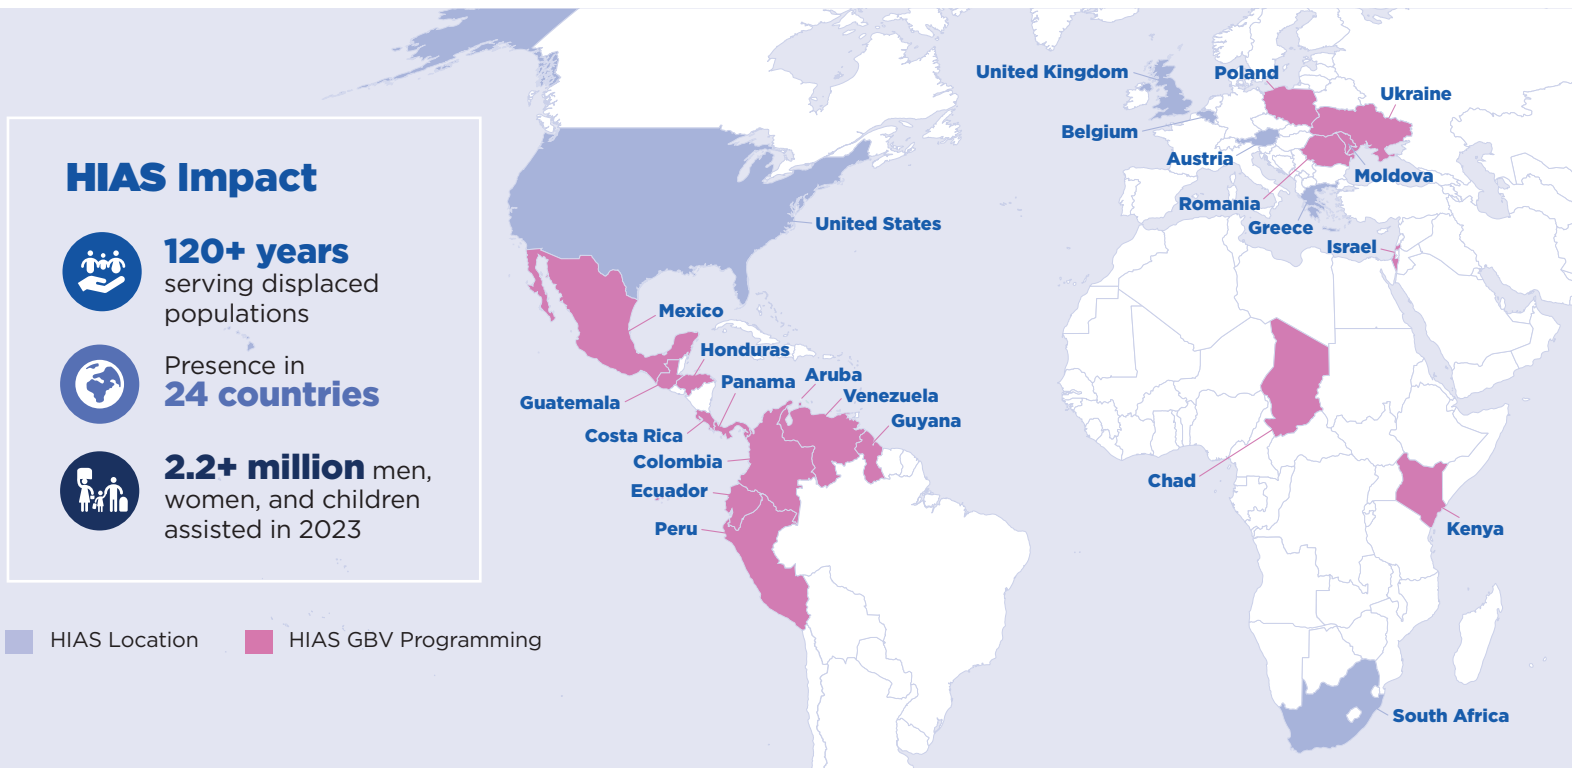 HIAS Impact
120+ years
serving displaced
populations
Presence in
24 countries
2.2+ million men,
women, and children
assisted in 2023
HIAS Location
HIAS GBV Programming
United States
Mexico
Honduras
Panama
Aruba
Venezuela
Guyana
Guatemala
Costa Rica
Colombia
Ecuador
Peru
United Kingdom
Poland
Ukraine
Belgium
Austria
Moldova
Romania
Greece
Israel
Chad
Kenya
South Africa